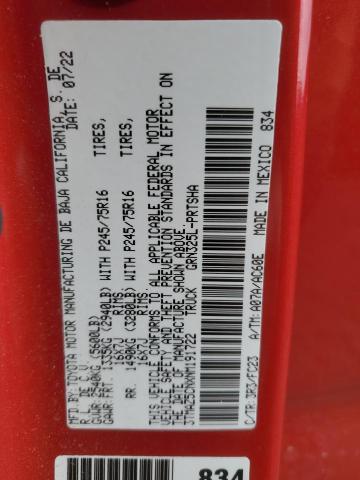 MFD. BY: TOYOTA MOTOR MANUFACTURING DE BAJA CALIFORNIA, S. DE
R.L. DE C.V. DATE: 07/22
GVWR: 2540KG (5600LB)
GAWR: FRT. 1335KG (2940LB) WITH P245/75R16 TIRES,
16X7J RIMS
RR. 1490KG (3280LB) WITH P245/75R16 TIRES,
16X7J RIMS
THIS VEHICLE CONFORMS TO ALL APPLICABLE FEDERAL MOTOR
VEHICLE SAFETY AND THEFT PREVENTION STANDARDS IN EFFECT ON
THE DATE OF MANUFACTURE SHOWN ABOVE.
3TMAZ5CNXNM191722 TRUCK GRN325L-PRTSHA
C/TR: 3R3/FC23 A/TM: A07A/AC60E
MADE IN MEXICO 834
834